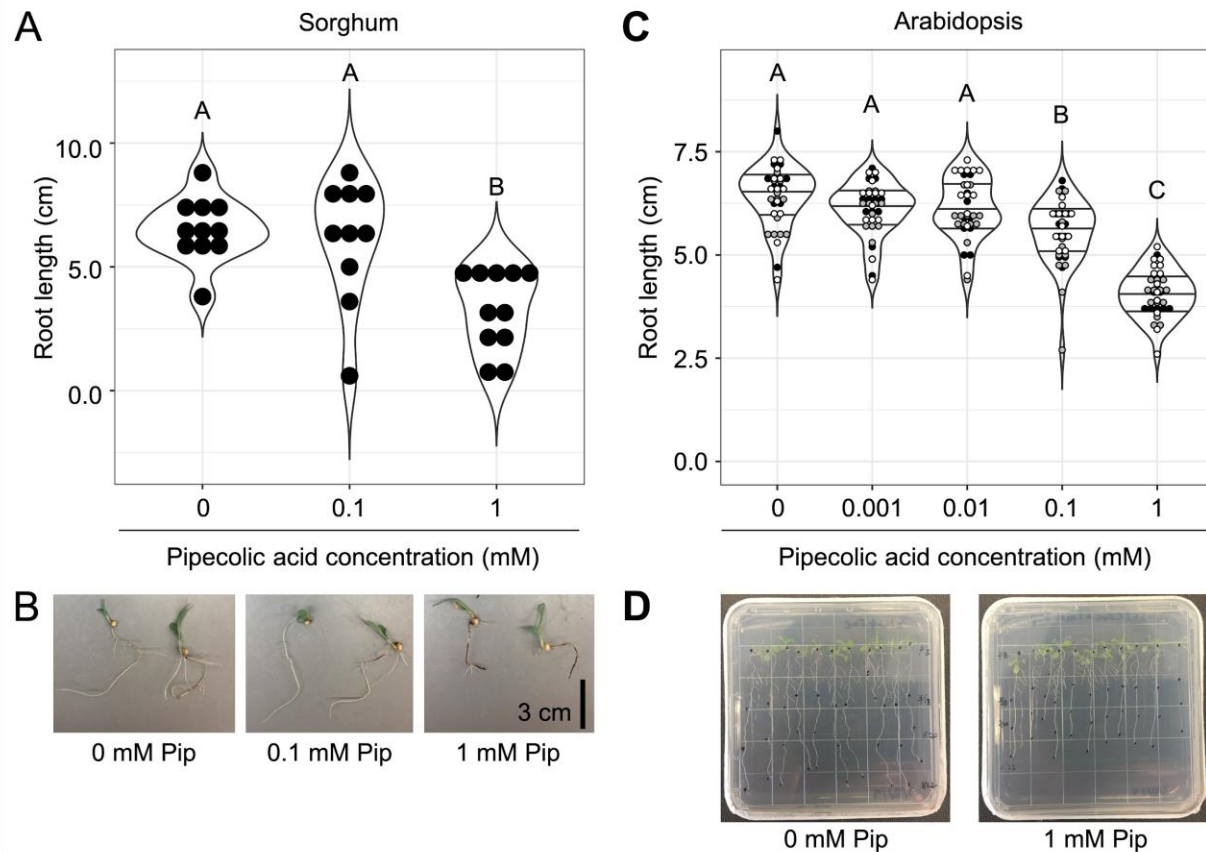 A
Sorghum
A
A
B
10.0
5.0
0.0
Root length (cm)
0
0.1
1
Pipecolic acid concentration (mM)
B
3 cm
0 mM Pip
0.1 mM Pip
1 mM Pip
C
Arabidopsis
A
A
A
B
C
7.5
5.0
2.5
0.0
Root length (cm)
0
0.001
0.01
0.1
1
Pipecolic acid concentration (mM)
D
0 mM Pip
1 mM Pip